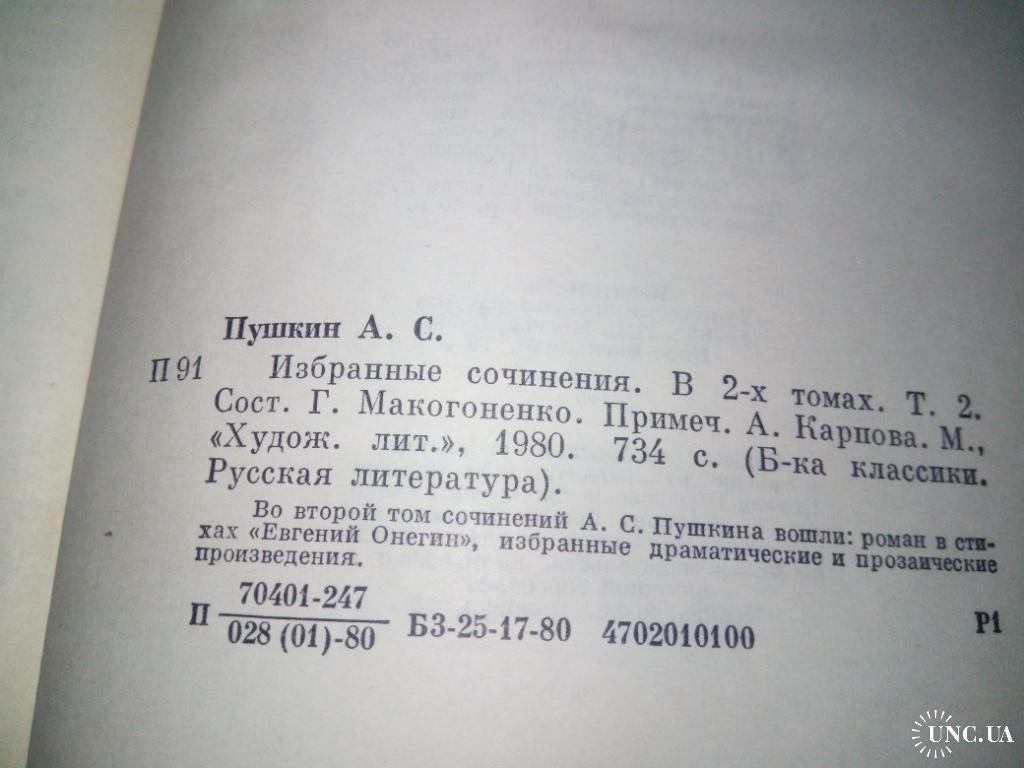 Пушкин А. С.
П 91 Избранные сочинения. В 2-х томах. Т. 2.
Сост. Г. Макогоненко. Примеч. А. Карпова. М.,
«Худож. лит.», 1980. 734 с. (Б-ка классики.
Русская литература).
Во второй том сочинений А. С. Пушкина вошли: роман в сти-
хах «Евгений Онегин», избранные драматические и прозаические
произведения.
П 70401-247
028 (01)-80 БЗ-25-17-80 4702010100 Р1
UNC.UA